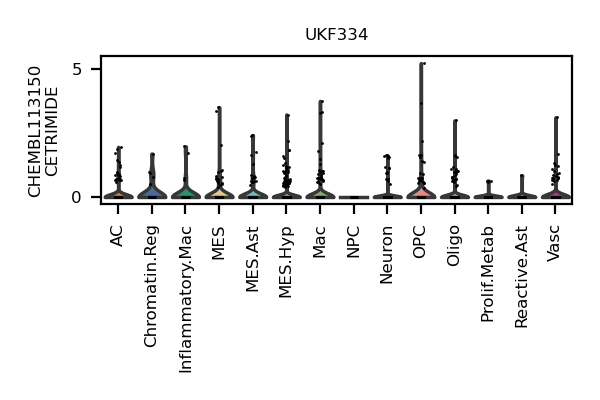 UKF334
CHEMBL113150
CETRIMIDE
5
0
AC
Chromatin.Reg
Inflammatory.Mac
MES
MES.Ast
MES.Hyp
Mac
NPC
Neuron
OPC
Oligo
Prolif.Metab
Reactive.Ast
Vasc